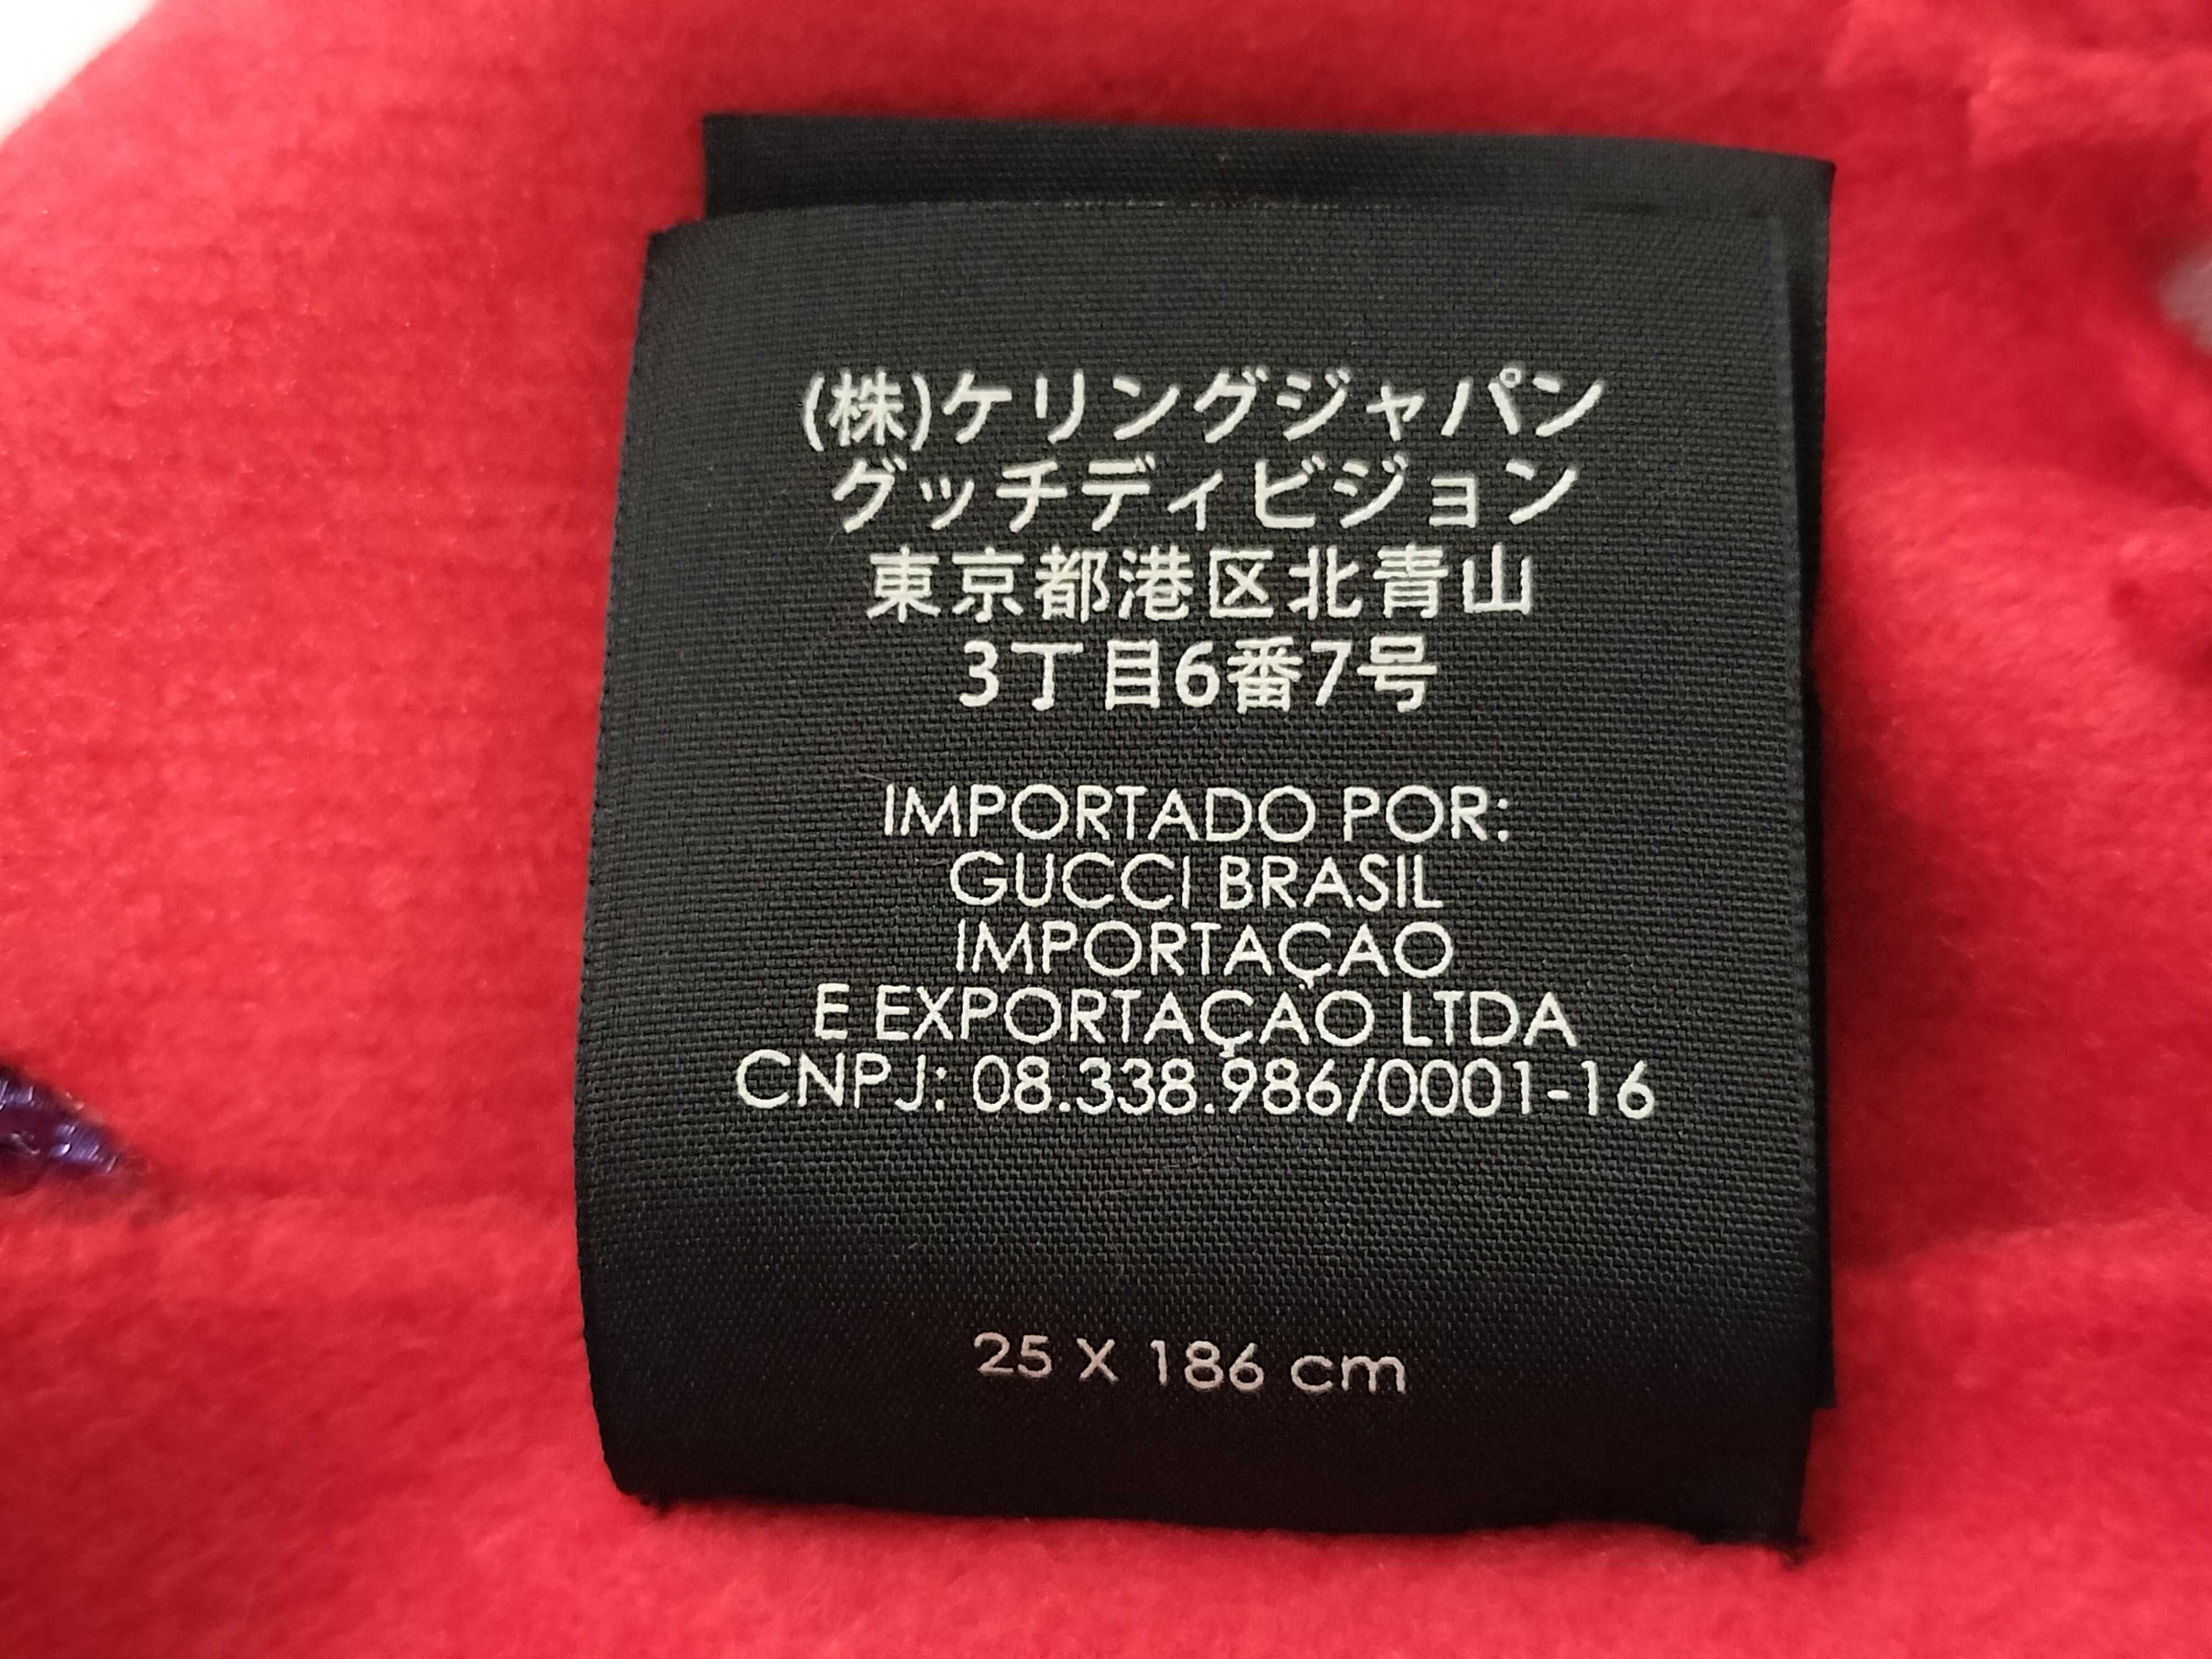 (株)ケリングジャパン
グッチディビジョン
東京都港区北青山
3丁目6番7号
IMPORTADO POR:
GUCCI BRASIL
IMPORTAÇAO
E EXPORTAÇAO LTDA
CNPJ: 08.338.986/0001-16
25 X 186 cm